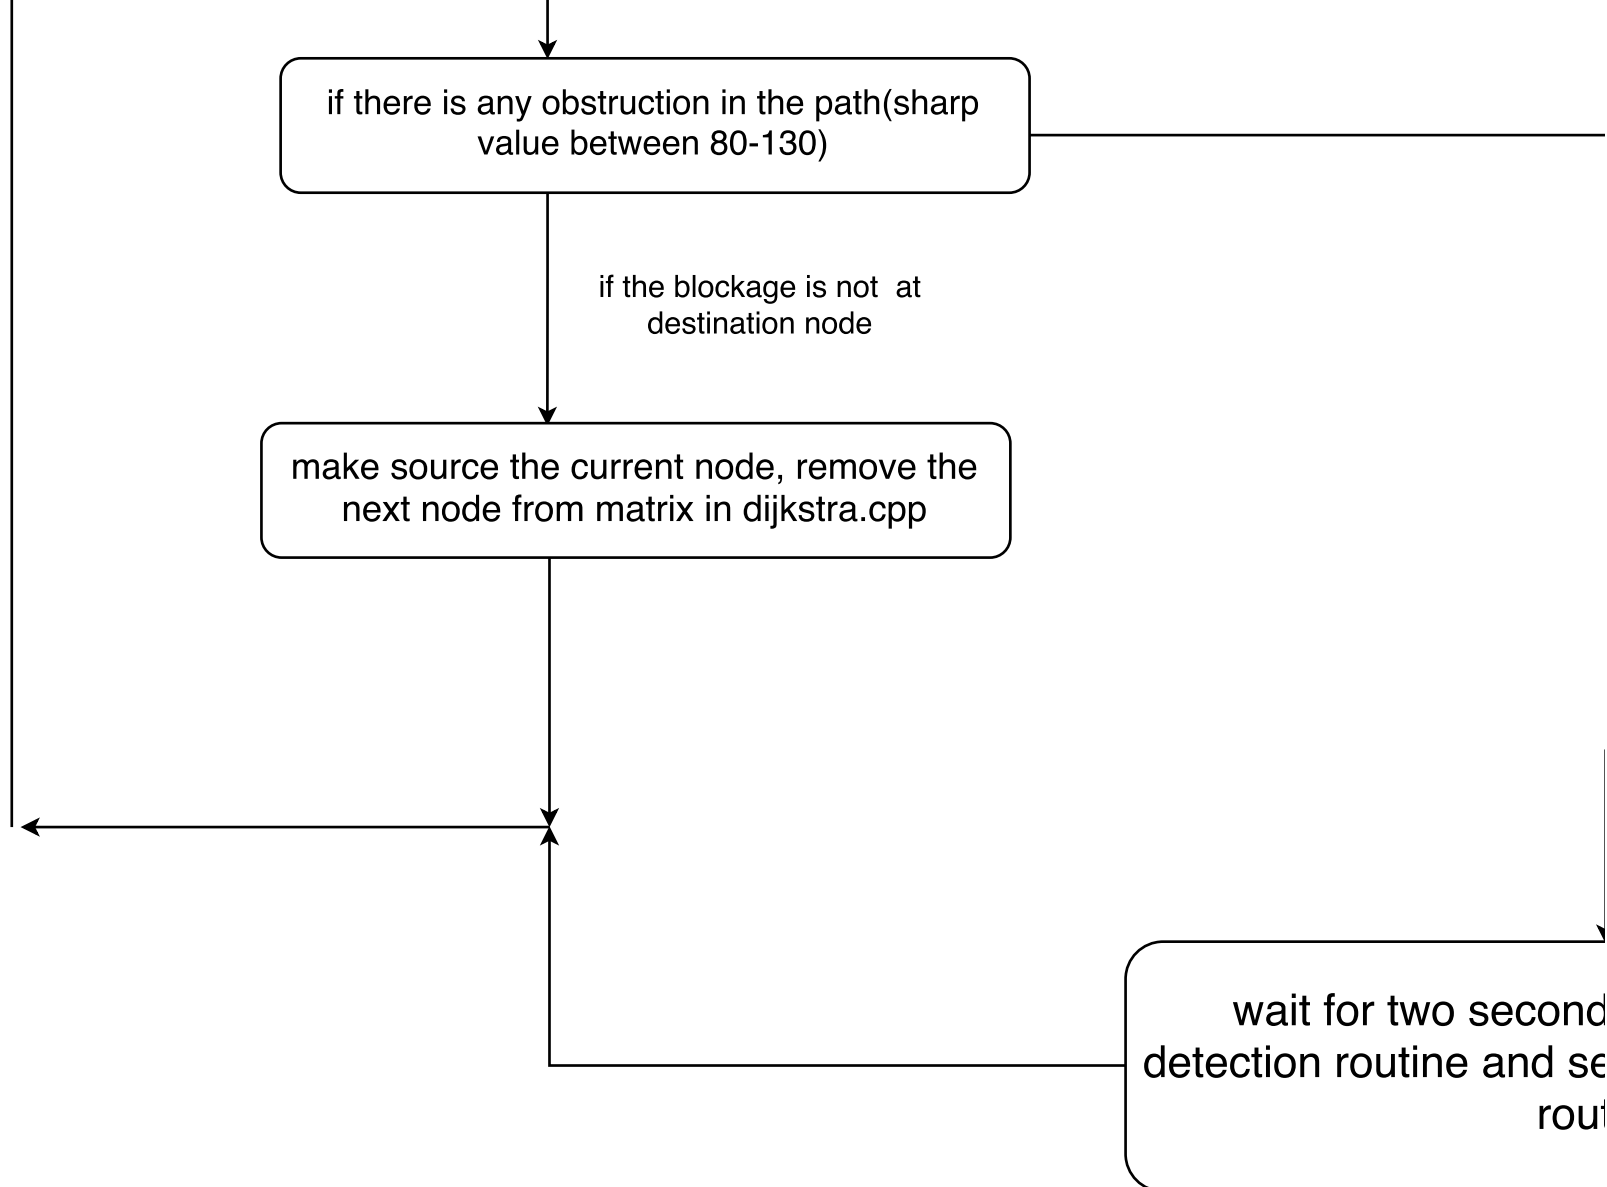 if there is any obstruction in the path(sharp
value between 80-130)
if the blockage is not  at
destination node
make source the current node, remove the
next node from matrix in dijkstra.cpp
wait for two second
detection routine and se
rout